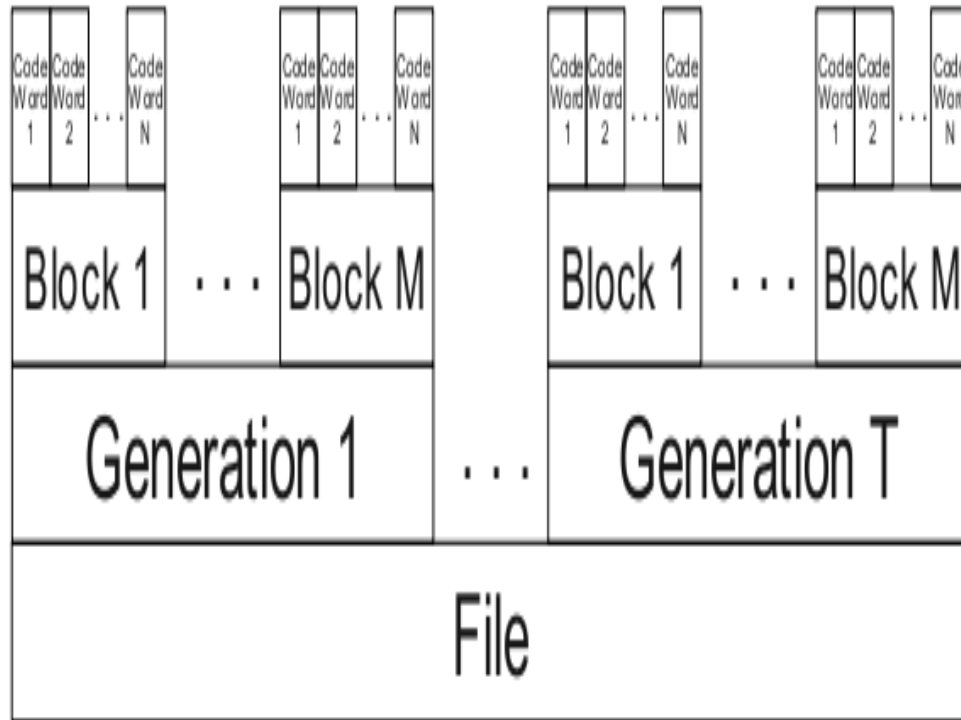 Code Word 1 Code Word 2 . . . Code Word N Code Word 1 Code Word 2 . . . Code Word N Code Word 1 Code Word 2 . . . Code Word N Code Word 1 Code Word 2 . . . Code Word N
Block 1 . . . Block M Block 1 . . . Block M
Generation 1 . . . Generation T
File